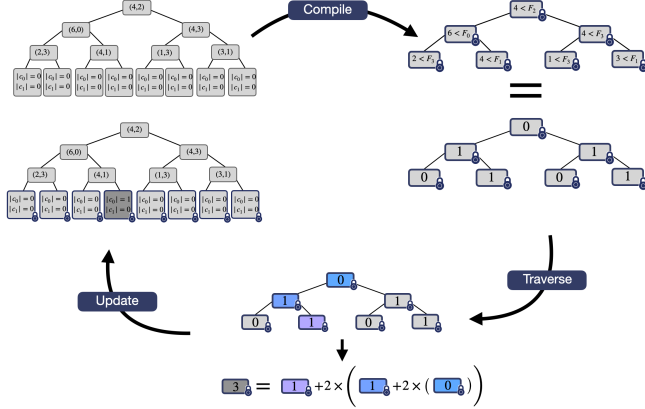 (4,2)
(6,0) (4,3)
(2,3) (4,1) (1,3) (3,1)
|c₀| = 0 |c₀| = 0 |c₀| = 0 |c₀| = 0 |c₀| = 0 |c₀| = 0 |c₀| = 0 |c₀| = 0
|c₁| = 0 |c₁| = 0 |c₁| = 0 |c₁| = 0 |c₁| = 0 |c₁| = 0 |c₁| = 0 |c₁| = 0
Compile
4 < F₂
6 < F₀ 4 < F₃
2 < F₃ 4 < F₁ 1 < F₃ 3 < F₁
=
0
1 1
0 1 0 1
(4,2)
(6,0) (4,3)
(2,3) (4,1) (1,3) (3,1)
|c₀| = 0 |c₀| = 0 |c₀| = 0 |c₀| = 1 |c₀| = 0 |c₀| = 0 |c₀| = 0 |c₀| = 0
|c₁| = 0 |c₁| = 0 |c₁| = 0 |c₁| = 0 |c₁| = 0 |c₁| = 0 |c₁| = 0 |c₁| = 0
Update
Traverse
0
1 1
0 1 0 1
3 = 1 +2 × ( 1 +2 × ( 0 ) )